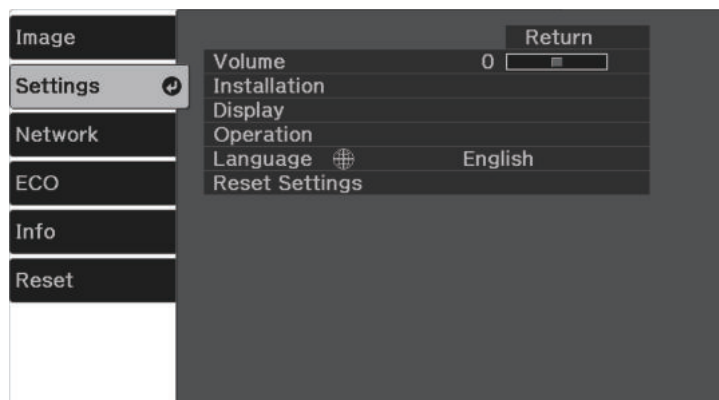 Image
Settings
Network
ECO
Info
Reset
Return
Volume 0
Installation
Display
Operation
Language English
Reset Settings